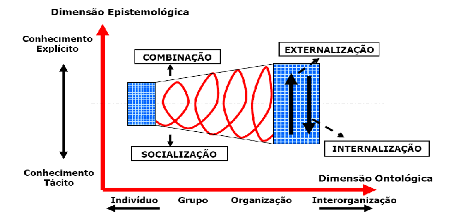 Dimensão Epistemológica
Conhecimento
Explícito
COMBINAÇÃO
EXTERNALIZAÇÃO
SOCIALIZAÇÃO
INTERNALIZAÇÃO
Conhecimento
Tácito
Dimensão Ontológica
Indivíduo Grupo Organização Interorganização